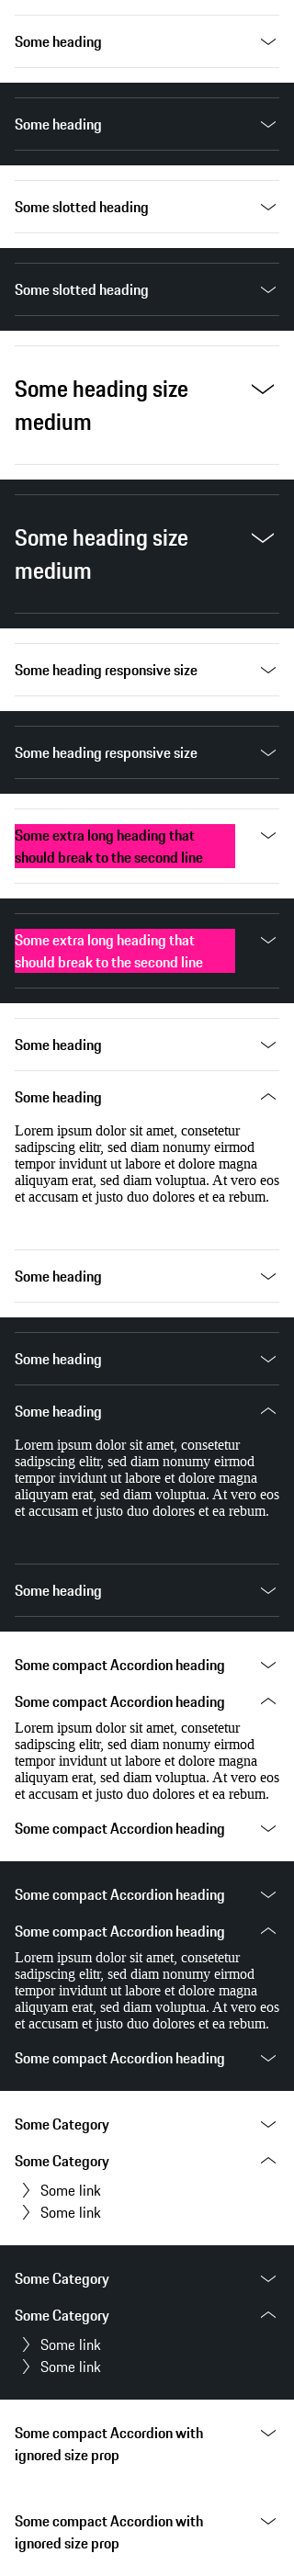 Some heading
Some heading
Some slotted heading
Some slotted heading
Some heading size
medium
Some heading size
medium
Some heading responsive size
Some heading responsive size
Some extra long heading that
should break to the second line
Some extra long heading that
should break to the second line
Some heading
Some heading
Lorem ipsum dolor sit amet, consetetur
sadipscing elitr, sed diam nonumy eirmod
tempor invidunt ut labore et dolore magna
aliquyam erat, sed diam voluptua. At vero eos
et accusam et justo duo dolores et ea rebum.
Some heading
Some heading
Some heading
Lorem ipsum dolor sit amet, consetetur
sadipscing elitr, sed diam nonumy eirmod
tempor invidunt ut labore et dolore magna
aliquyam erat, sed diam voluptua. At vero eos
et accusam et justo duo dolores et ea rebum.
Some heading
Some compact Accordion heading
Some compact Accordion heading
Lorem ipsum dolor sit amet, consetetur
sadipscing elitr, sed diam nonumy eirmod
tempor invidunt ut labore et dolore magna
aliquyam erat, sed diam voluptua. At vero eos
et accusam et justo duo dolores et ea rebum.
Some compact Accordion heading
Some compact Accordion heading
Some compact Accordion heading
Lorem ipsum dolor sit amet, consetetur
sadipscing elitr, sed diam nonumy eirmod
tempor invidunt ut labore et dolore magna
aliquyam erat, sed diam voluptua. At vero eos
et accusam et justo duo dolores et ea rebum.
Some compact Accordion heading
Some Category
Some Category
Some link
Some link
Some Category
Some Category
Some link
Some link
Some compact Accordion with
ignored size prop
Some compact Accordion with
ignored size prop